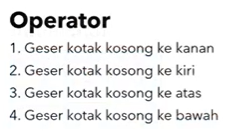 Operator
1. Geser kotak kosong ke kanan
2. Geser kotak kosong ke kiri
3. Geser kotak kosong ke atas
4. Geser kotak kosong ke bawah